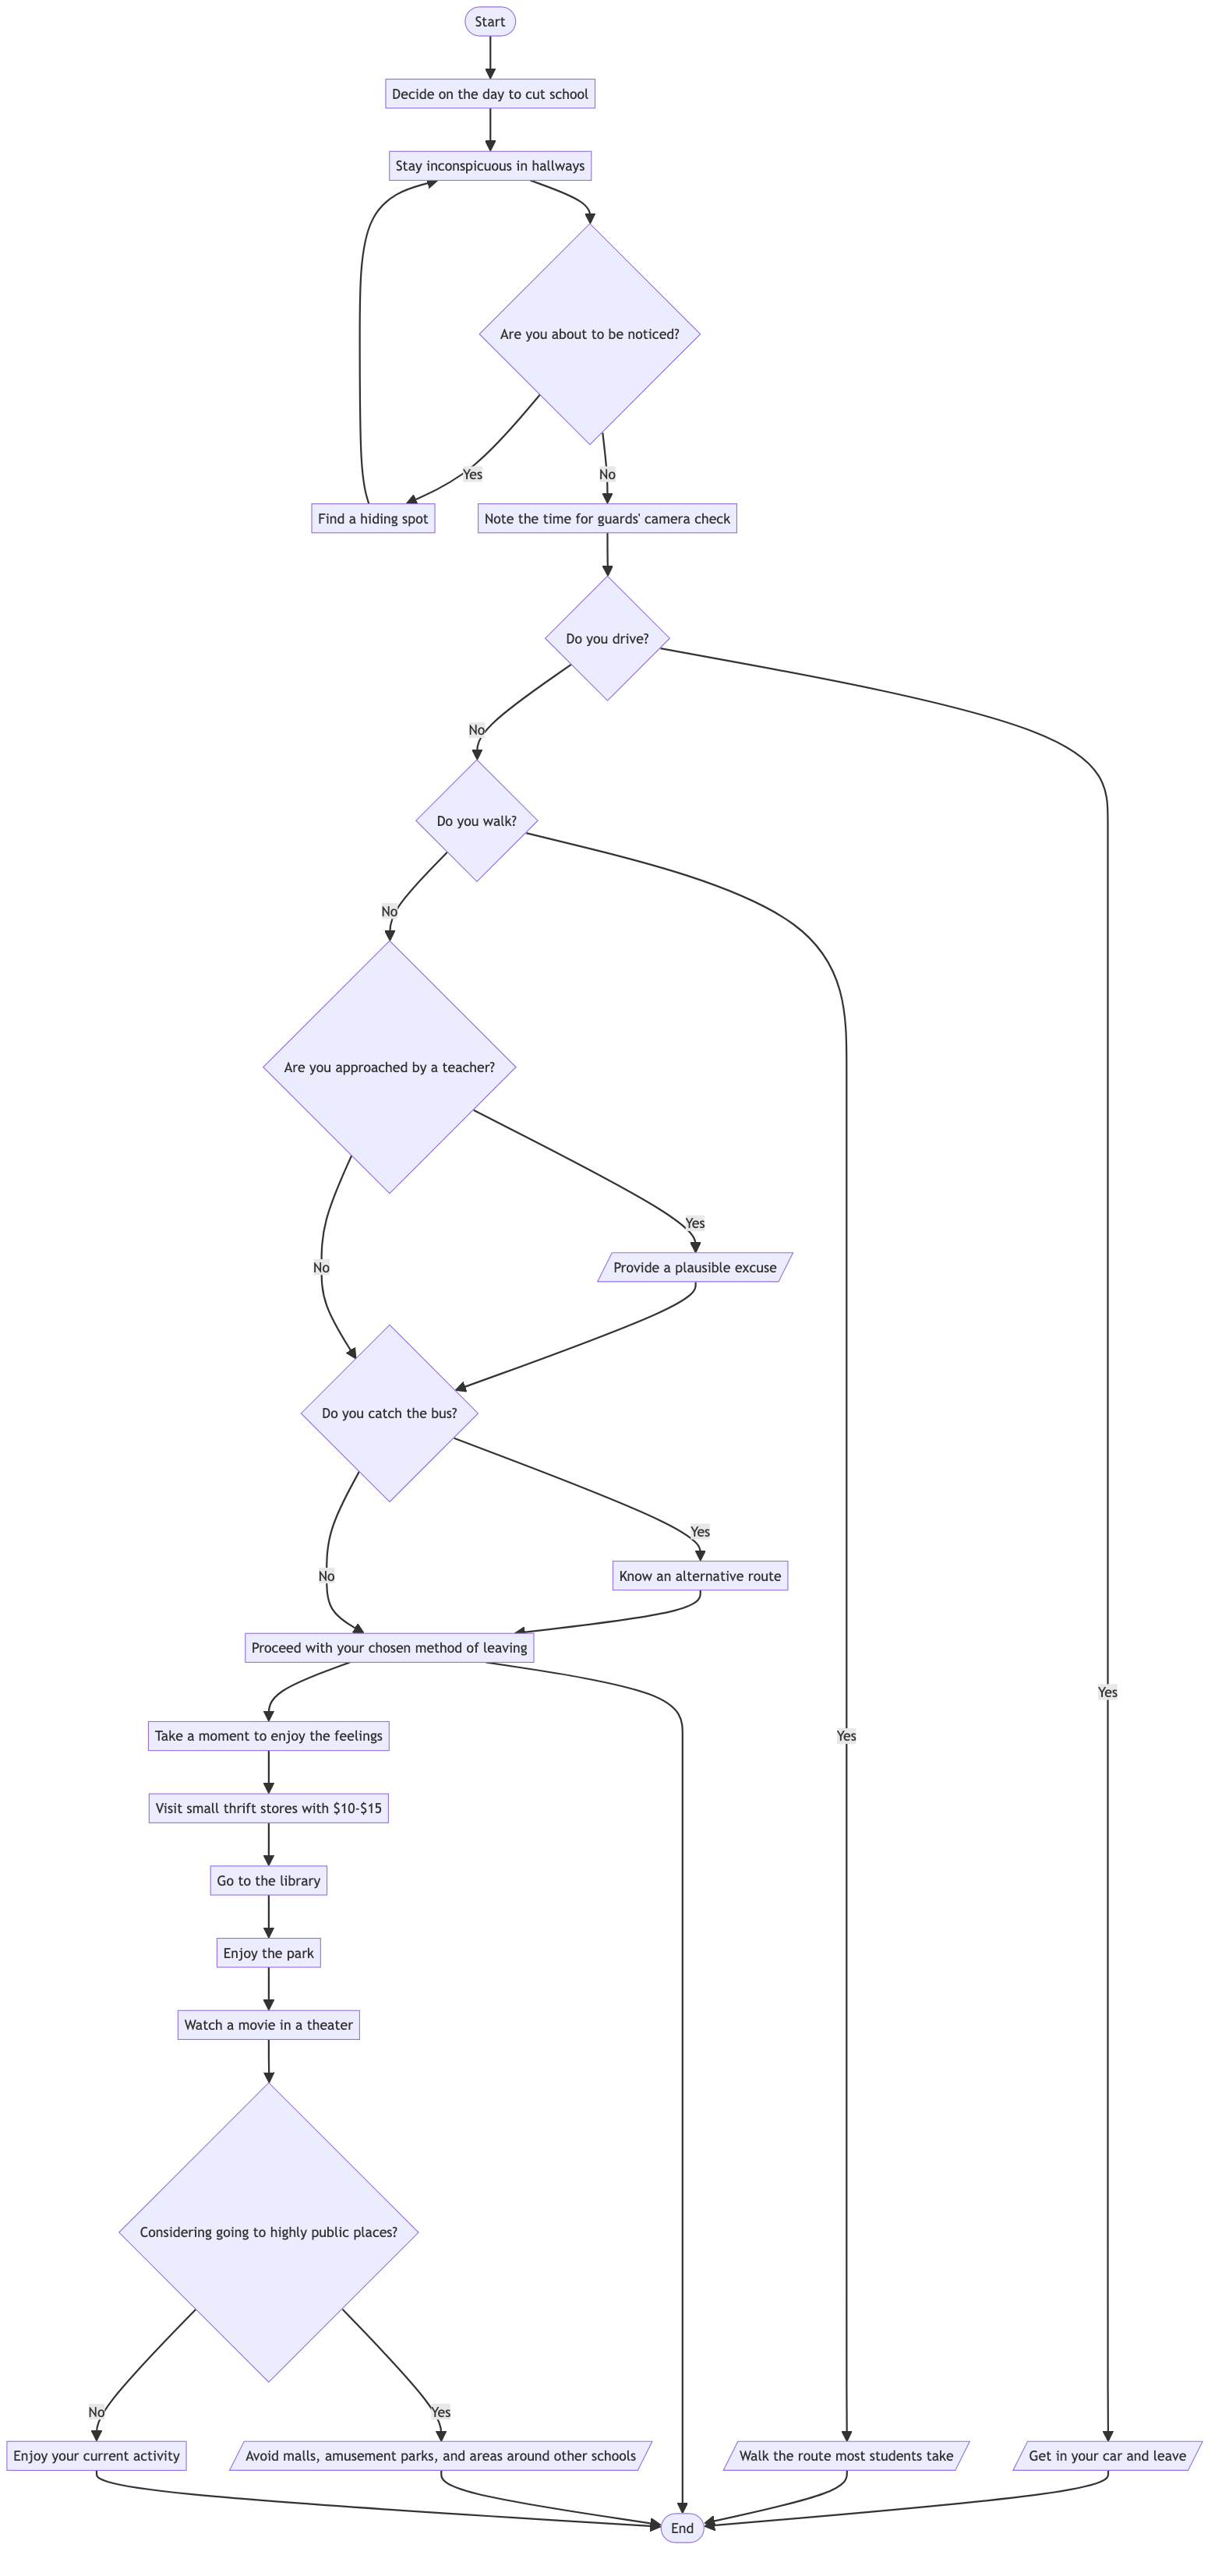 Start
Decide on the day to cut school
Stay inconspicuous in hallways
Are you about to be noticed?
Yes
No
Find a hiding spot
Note the time for guards' camera check
Do you drive?
No
Do you walk?
No
Are you approached by a teacher?
Yes
No
Provide a plausible excuse
Do you catch the bus?
Yes
No
Know an alternative route
Proceed with your chosen method of leaving
Yes
Take a moment to enjoy the feelings
Yes
Visit small thrift stores with $10-$15
Go to the library
Enjoy the park
Watch a movie in a theater
Considering going to highly public places?
No
Yes
Enjoy your current activity
Avoid malls, amusement parks, and areas around other schools
Walk the route most students take
Get in your car and leave
End